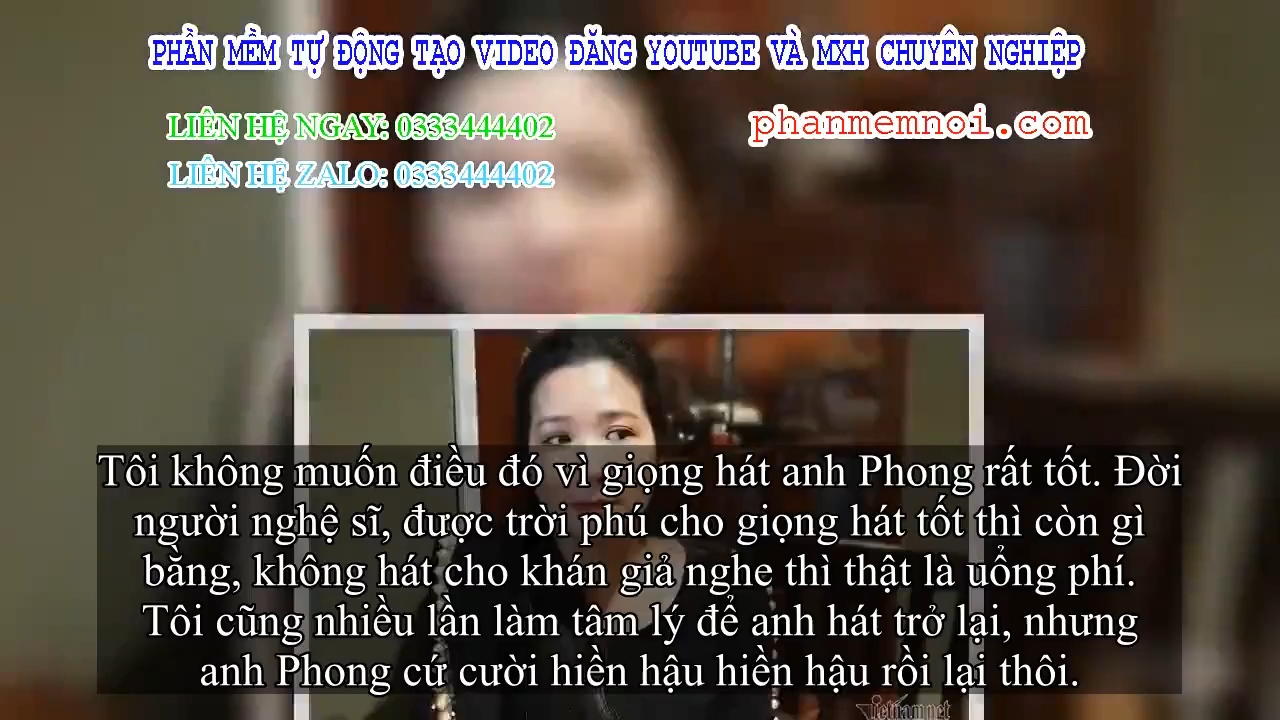 PHẦN MỀM TỰ ĐỘNG TẠO VIDEO ĐĂNG YOUTUBE VÀ MXH CHUYÊN NGHIỆP
LIÊN HỆ NGAY: 0333444402
phanmemnoi.com
LIÊN HỆ ZALO: 0333444402
Tôi không muốn điều đó vì giọng hát anh Phong rất tốt. Đời
người nghệ sĩ, được trời phú cho giọng hát tốt thì còn gì
bằng, không hát cho khán giả nghe thì thật là uổng phí.
Tôi cũng nhiều lần làm tâm lý để anh hát trở lại, nhưng
anh Phong cứ cười hiền hậu hiền hậu rồi lại thôi.
vietnamnet